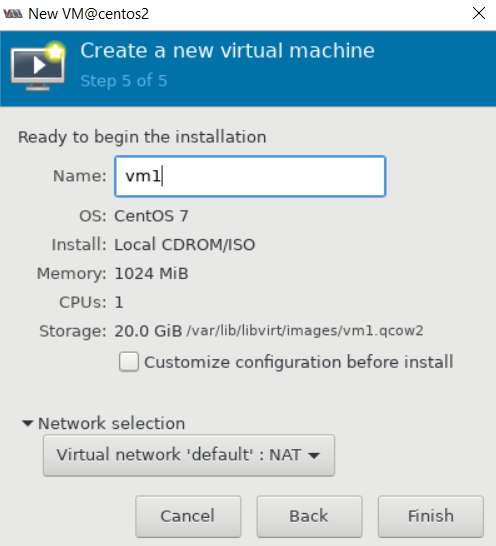 New VM@centos2
Create a new virtual machine
Step 5 of 5
Ready to begin the installation
Name: vm1
OS: CentOS 7
Install: Local CDROM/ISO
Memory: 1024 MiB
CPUs: 1
Storage: 20.0 GiB /var/lib/libvirt/images/vm1.qcow2
Customize configuration before install
Network selection
Virtual network 'default' : NAT
Cancel Back Finish